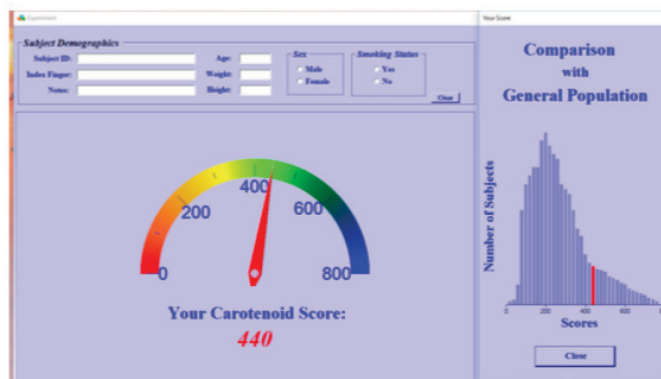 Experiment
Subject Demographics
Subject ID:
Index Finger:
Notes:
Age:
Weight:
Height:
Sex
Male
Female
Smoking Status
Yes
No
Clear
0
200
400
600
800
Your Carotenoid Score:
440
Your Score
Comparison
with
General Population
Number of Subjects
0 200 400 600
Scores
Close